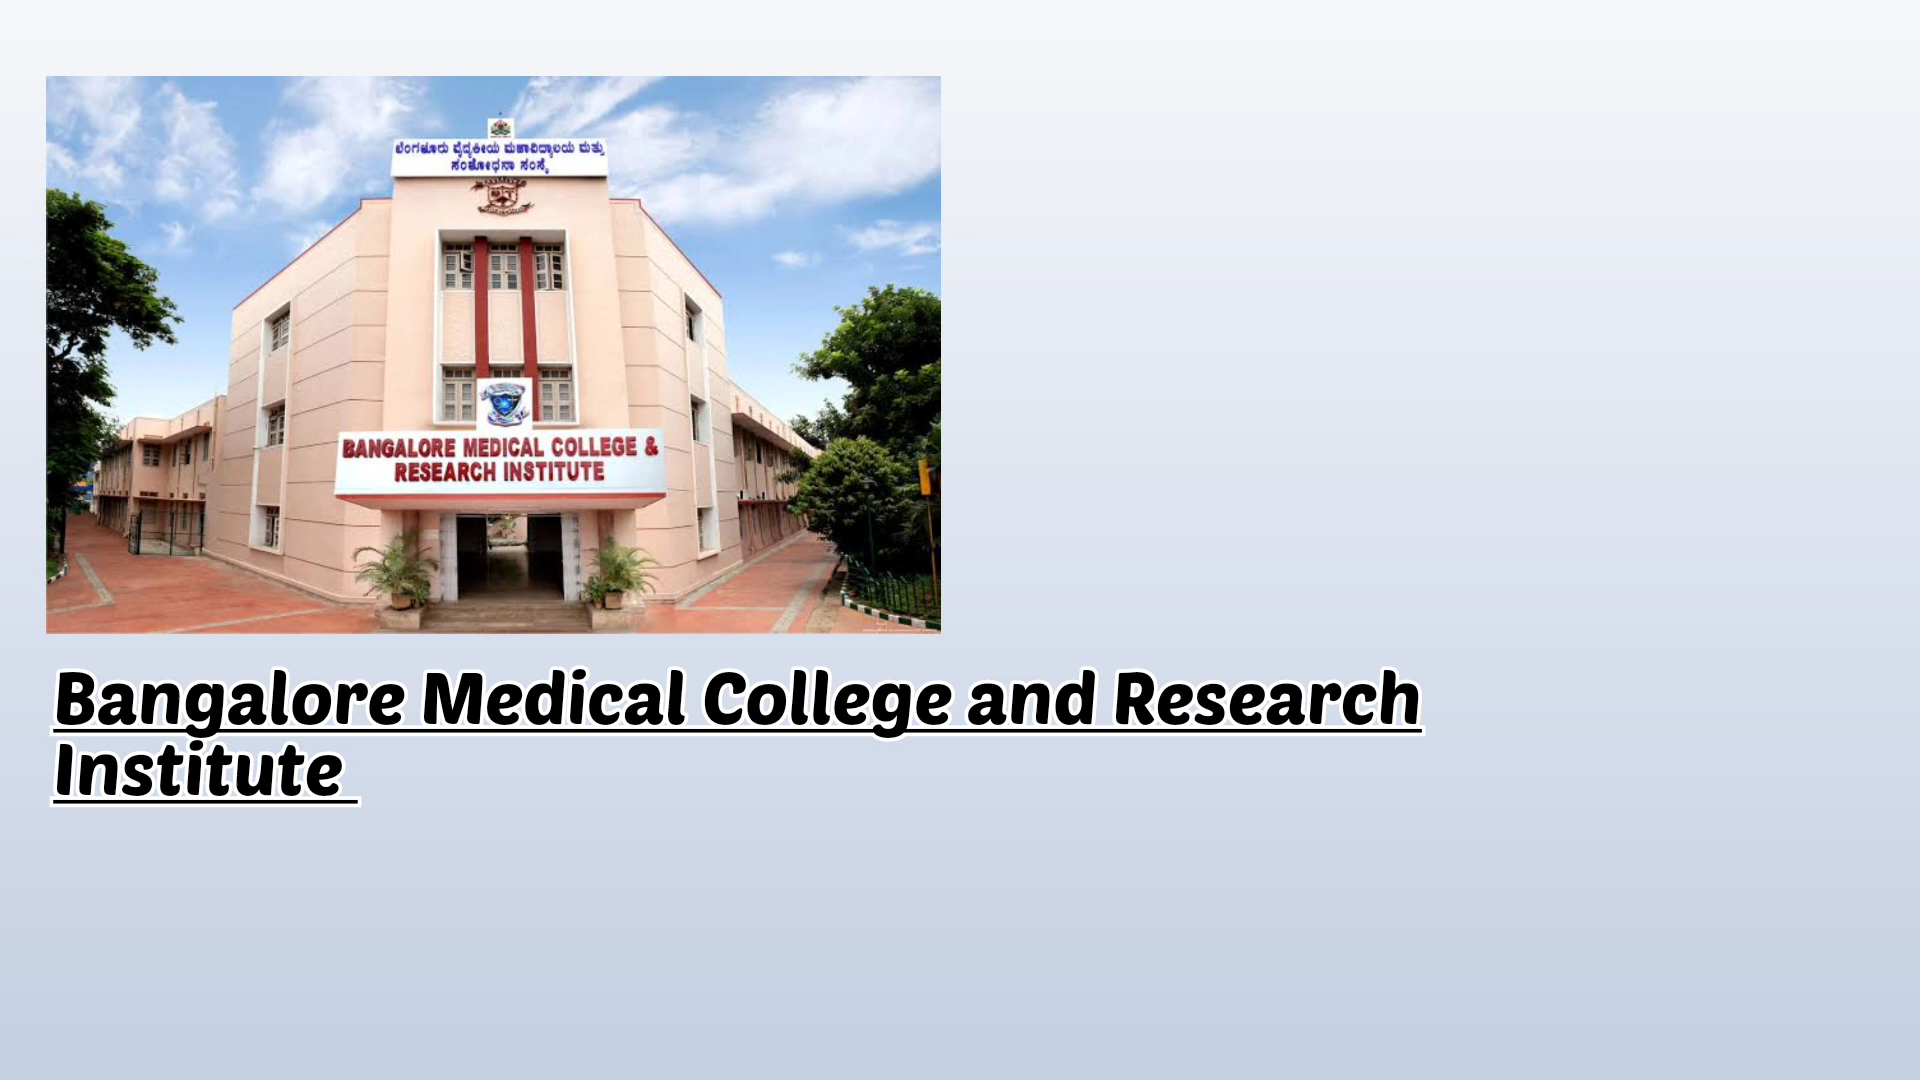 ಬೆಂಗಳೂರು ವೈದ್ಯಕೀಯ ಮಹಾವಿದ್ಯಾಲಯ ಮತ್ತು
ಸಂಶೋಧನಾ ಸಂಸ್ಥೆ
BANGALORE MEDICAL COLLEGE &
RESEARCH INSTITUTE
Bangalore Medical College and Research
Institute